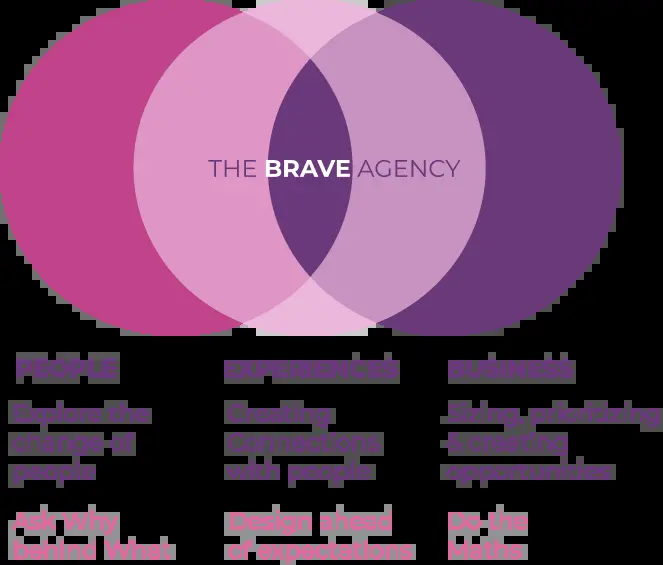 THE BRAVE AGENCY
PEOPLE
EXPERIENCES
BUSINESS
Explore the
change of
people
Creating
connections
with people
Sizing, prioritizing
& creating
opportunities
Ask Why
behind What
Design ahead
of expectations
Do the
Maths